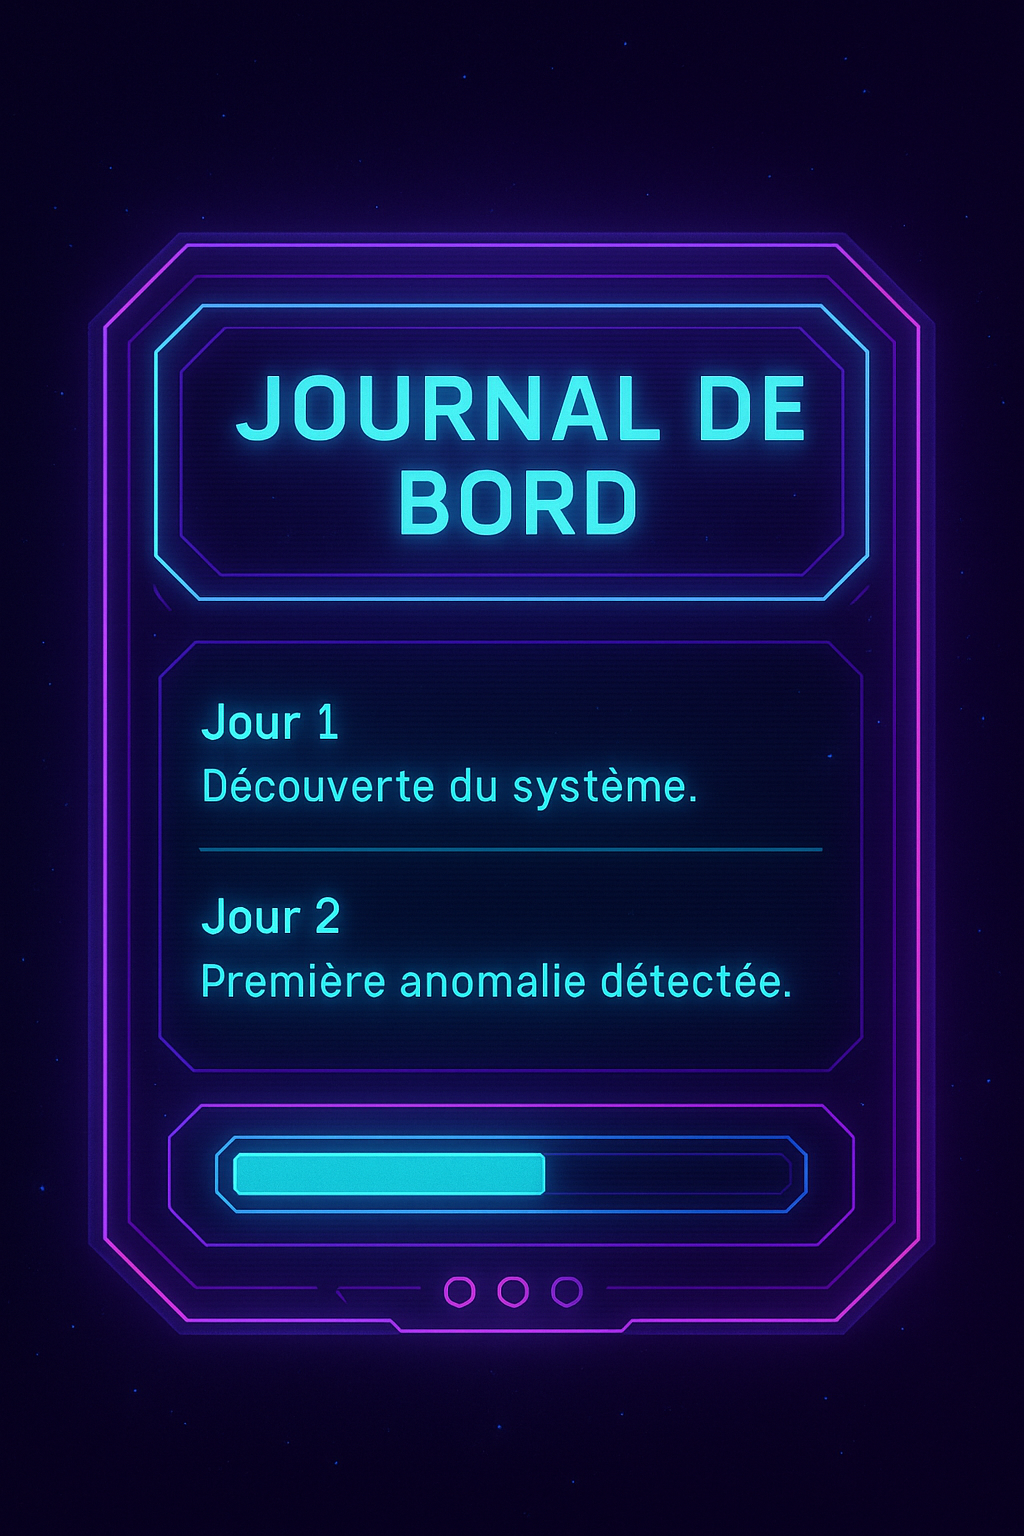 JOURNAL DE
BORD
Jour 1
Découverte du système.
Jour 2
Première anomalie détectée.